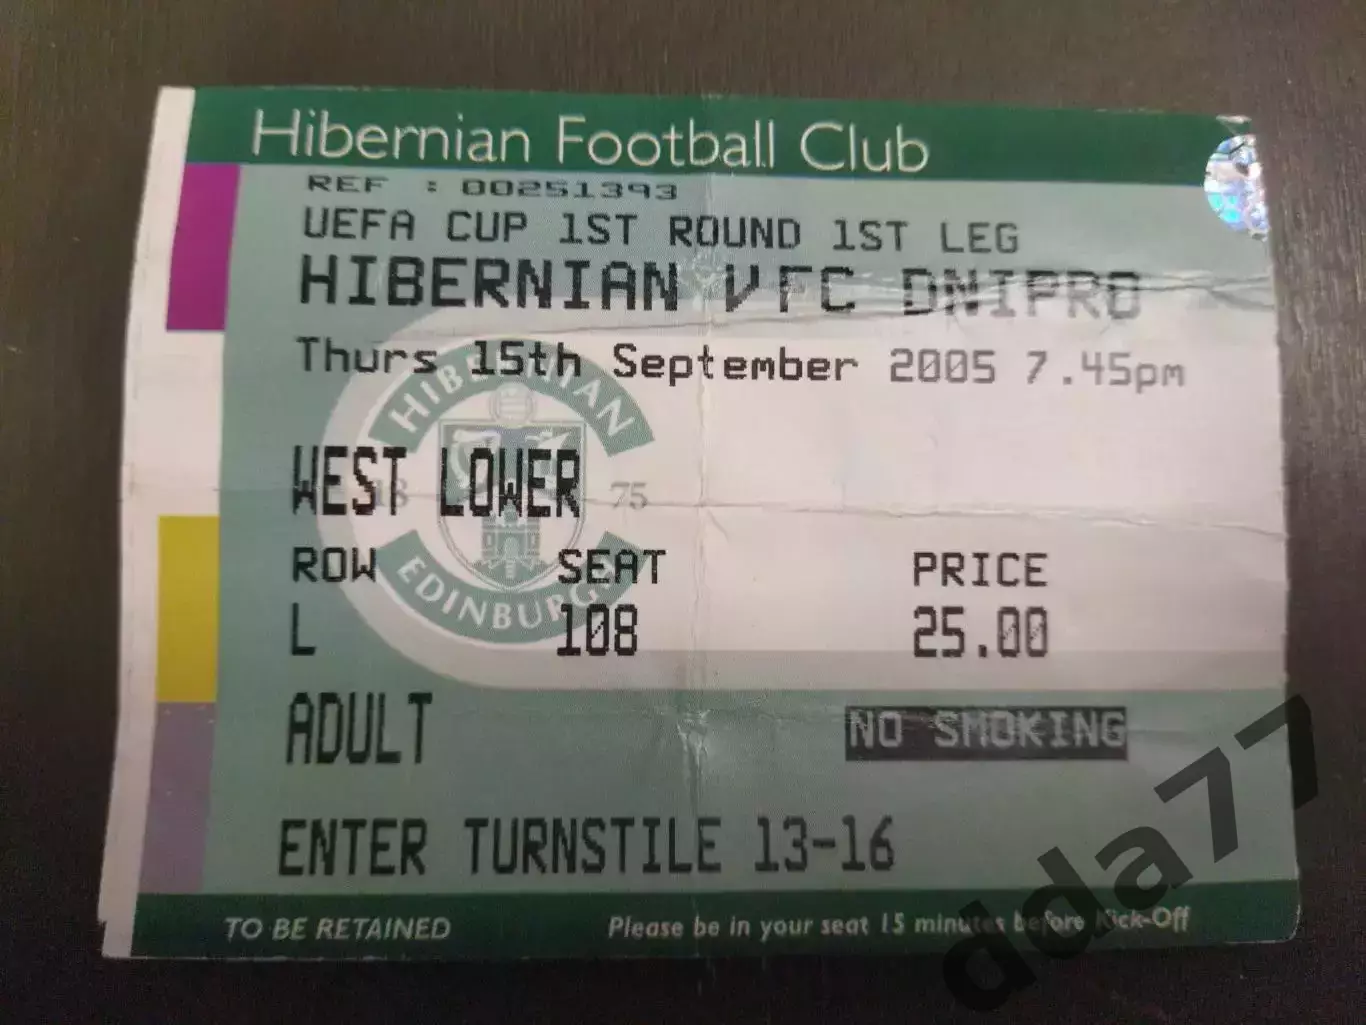 Hibernian Football Club
REF : 00251393
UEFA CUP 1ST ROUND 1ST LEG
HIBERNIAN V FC DNIPRO
Thurs 15th September 2005 7.45pm
HIBERNIAN
WEST LOWER
18 75
ROW SEAT PRICE
EDINBURGH
L 108 25.00
ADULT NO SMOKING
ENTER TURNSTILE 13-16
TO BE RETAINED Please be in your seat 15 minutes before Kick-Off
dda77